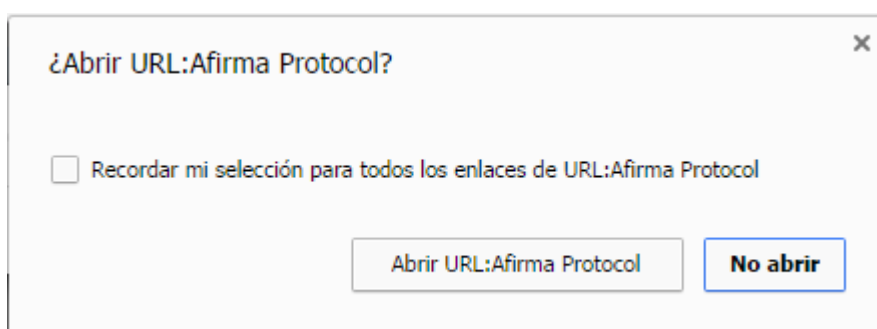 ¿Abrir URL:Afirma Protocol?
Recordar mi selección para todos los enlaces de URL:Afirma Protocol
Abrir URL:Afirma Protocol
No abrir